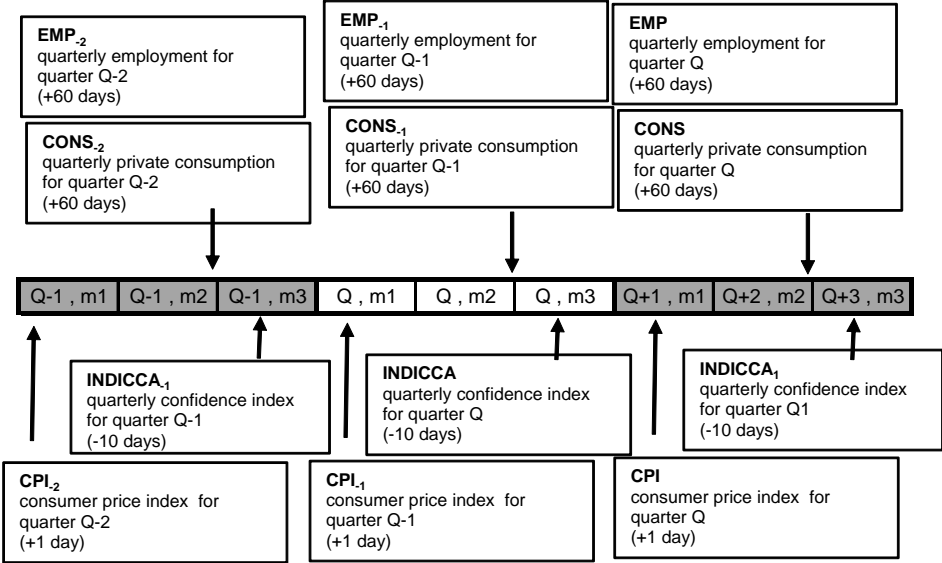 EMP-2
quarterly employment for
quarter Q-2
(+60 days)
EMP-1
quarterly employment for
quarter Q-1
(+60 days)
EMP
quarterly employment for
quarter Q
(+60 days)
CONS-2
quarterly private consumption
for quarter Q-2
(+60 days)
CONS-1
quarterly private consumption
for quarter Q-1
(+60 days)
CONS
quarterly private consumption
for quarter Q
(+60 days)
Q-1 , m1 Q-1 , m2 Q-1 , m3 Q , m1 Q , m2 Q , m3 Q+1 , m1 Q+2 , m2 Q+3 , m3
INDICCA-1
quarterly confidence index
for quarter Q-1
(-10 days)
INDICCA
quarterly confidence index
for quarter Q
(-10 days)
INDICCA1
quarterly confidence index
for quarter Q1
(-10 days)
CPI-2
consumer price index for
quarter Q-2
(+1 day)
CPI-1
consumer price index for
quarter Q-1
(+1 day)
CPI
consumer price index for
quarter Q
(+1 day)